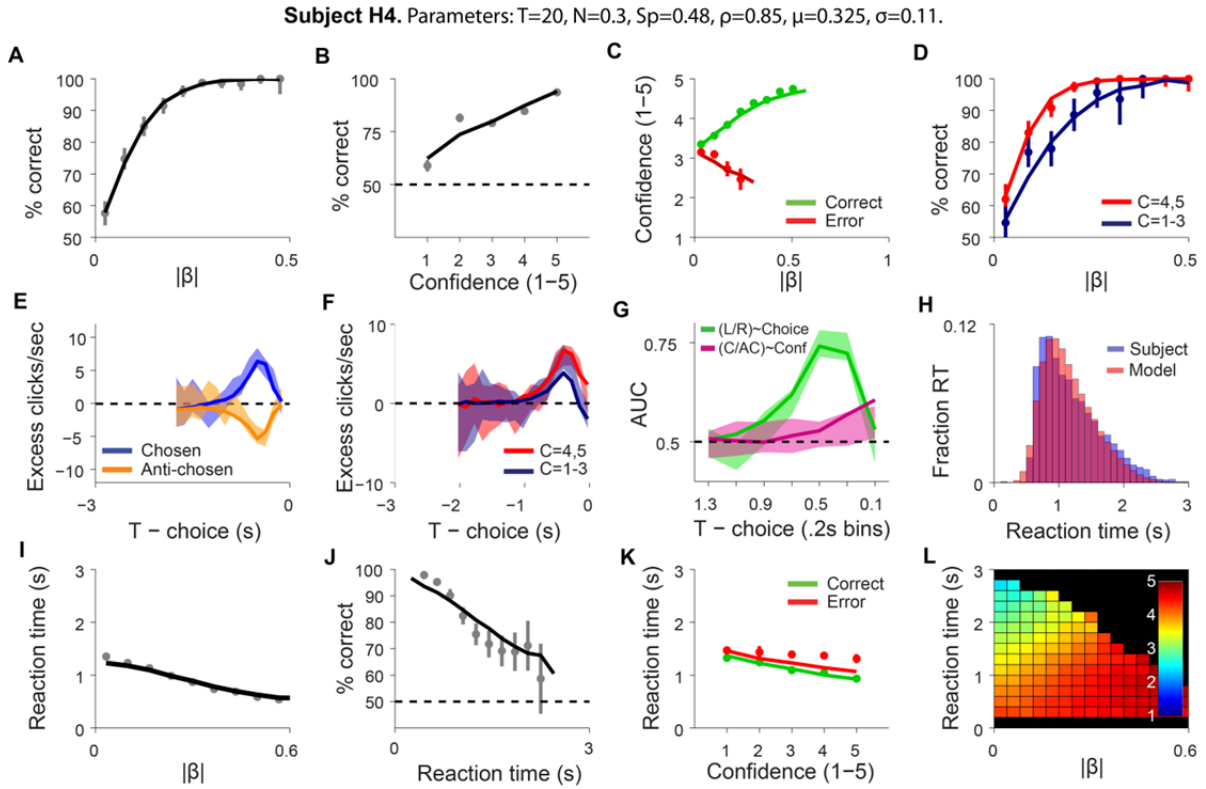 Subject H4. Parameters: T=20, N=0.3, Sp=0.48, ρ=0.85, μ=0.325, σ=0.11.
A
% correct
100
90
80
70
60
50
0
0.5
|β|
B
% correct
100
75
50
1 2 3 4 5
Confidence (1−5)
C
Confidence (1−5)
5
4
3
2
1
Correct
Error
0
1
|β|
D
% correct
100
90
80
70
60
50
C=4,5
C=1-3
0
0.5
|β|
E
Excess clicks/sec
10
5
0
−5
−10
Chosen
Anti-chosen
−3
0
T − choice (s)
F
Excess clicks/sec
10
0
−10
C=4,5
C=1-3
−3 −2 −1 0
T − choice (s)
G
(L/R)~Choice
(C/AC)~Conf
AUC
0.75
0.5
1.3 0.9 0.5 0.1
T − choice (.2s bins)
H
Fraction RT
0.12
0
Subject
Model
0 1 2 3
Reaction time (s)
I
Reaction time (s)
3
2
1
0
0
0.6
|β|
J
% correct
100
90
80
70
60
50
0
3
Reaction time (s)
K
Reaction time (s)
3
2
1
0
Correct
Error
1 2 3 4 5
Confidence (1−5)
L
Reaction time (s)
3
2
1
0
5
4
3
2
1
0
0.6
|β|